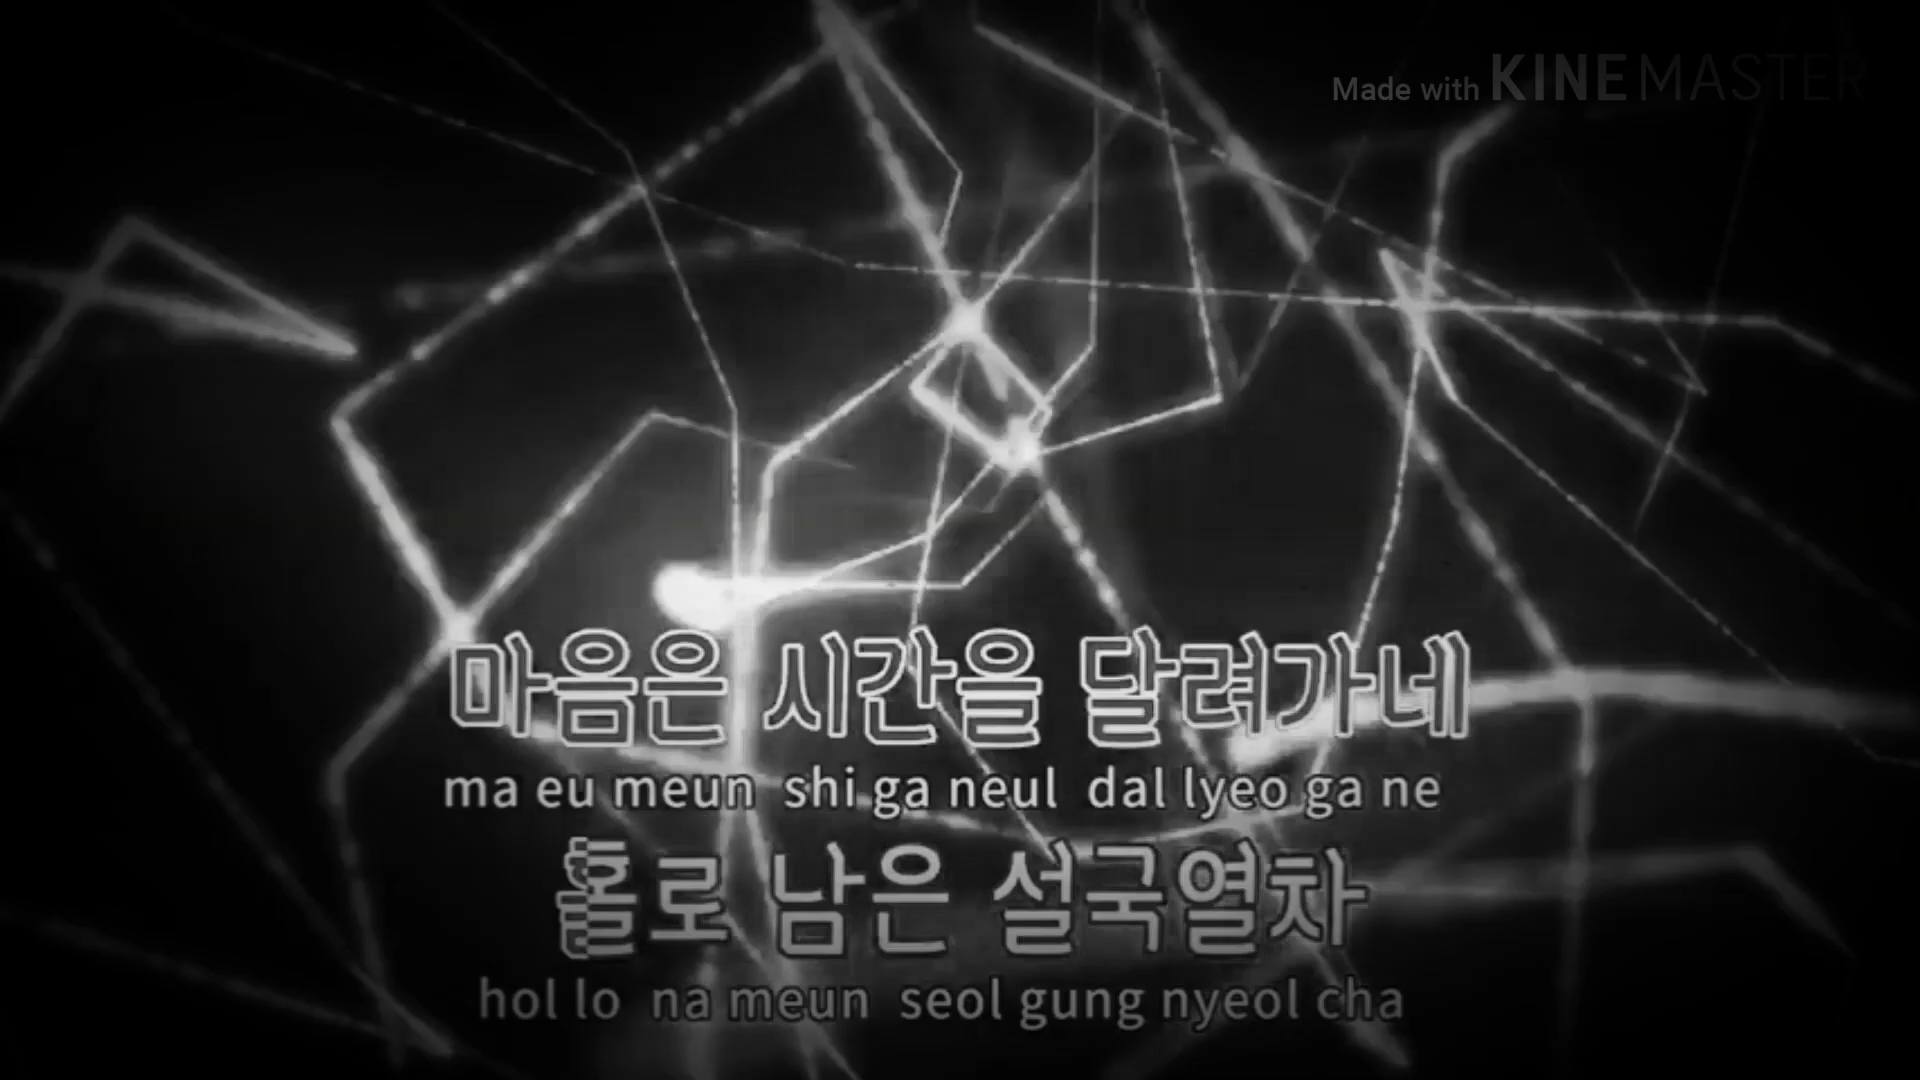 Made with KINEMASTER
마음은 시간을 달려가네
ma eu meun shi ga neul dal lyeo ga ne
홀로 남은 설국열차
hol lo na meun seol gung nyeol cha